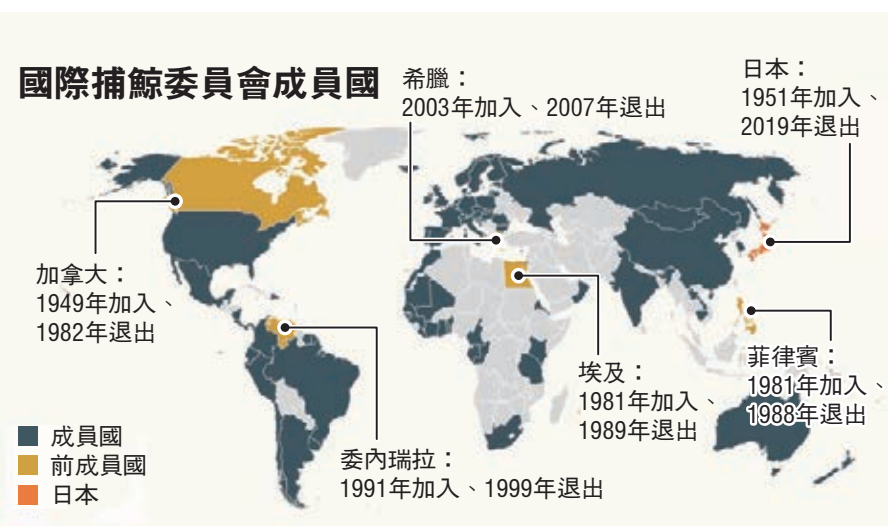 國際捕鯨委員會成員國
希臘：
2003年加入、2007年退出
日本：
1951年加入、
2019年退出
加拿大：
1949年加入、
1982年退出
埃及：
1981年加入、
1989年退出
菲律賓：
1981年加入、
1988年退出
委內瑞拉：
1991年加入、1999年退出
成員國
前成員國
日本